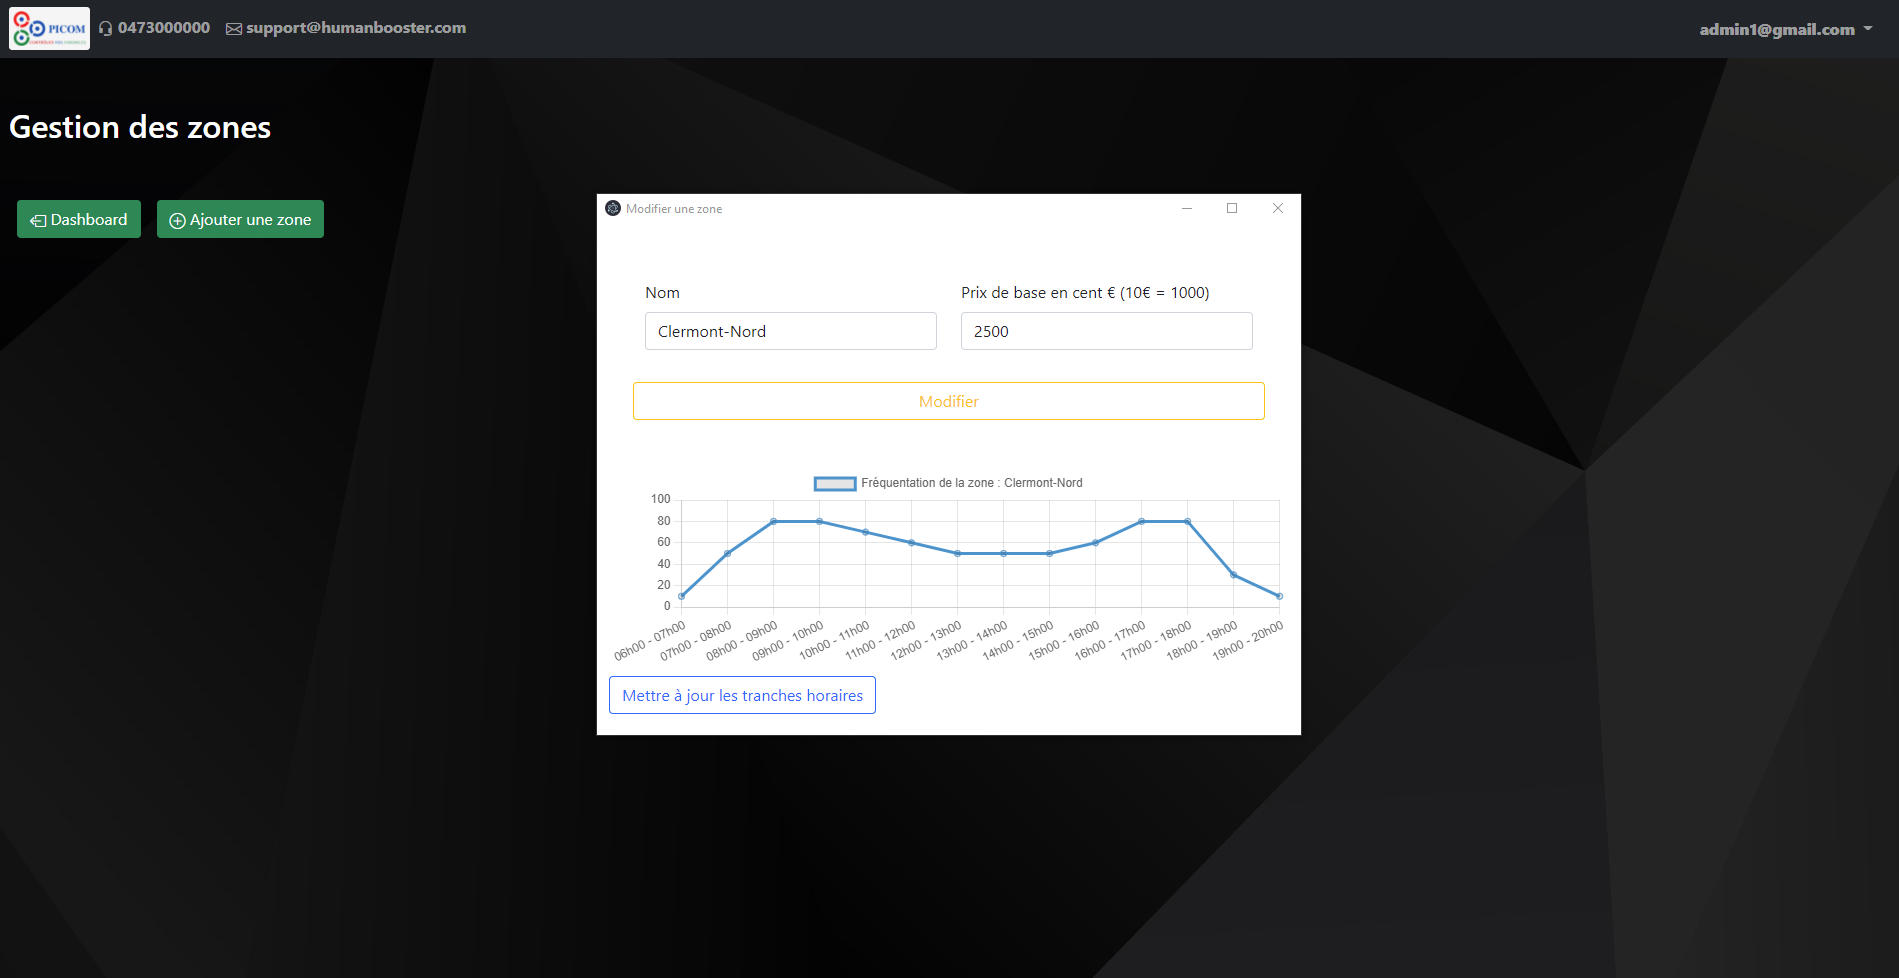 PICOM 0473000000 support@humanbooster.com admin1@gmail.com
Gestion des zones
Dashboard Ajouter une zone
Modifier une zone
Nom Prix de base en cent € (10€ = 1000)
Clermont-Nord 2500
Modifier
Fréquentation de la zone : Clermont-Nord
100
80
60
40
20
0
06h00 - 07h00 07h00 - 08h00 08h00 - 09h00 09h00 - 10h00 10h00 - 11h00 11h00 - 12h00 12h00 - 13h00 13h00 - 14h00 14h00 - 15h00 15h00 - 16h00 16h00 - 17h00 17h00 - 18h00 18h00 - 19h00 19h00 - 20h00
Mettre à jour les tranches horaires